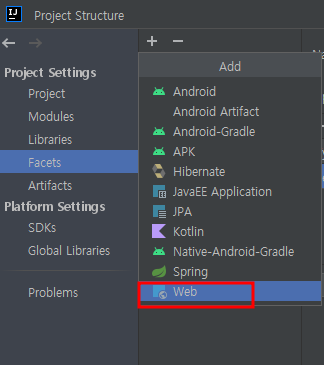 IJ
Project Structure
Project Settings
Project
Modules
Libraries
Facets
Artifacts
Platform Settings
SDKs
Global Libraries
Problems
Add
Android
Android Artifact
Android-Gradle
APK
Hibernate
JavaEE Application
JPA
Kotlin
Native-Android-Gradle
Spring
Web